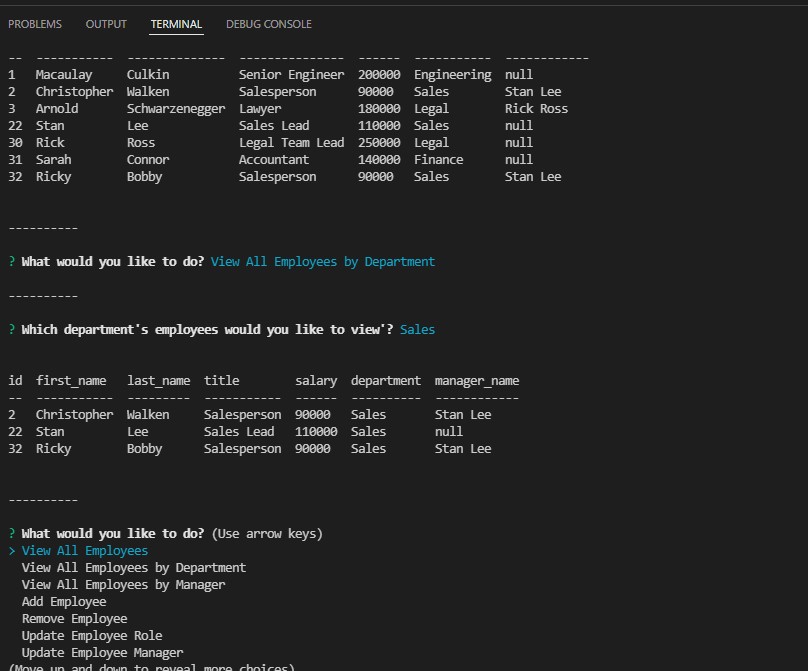 PROBLEMS OUTPUT TERMINAL DEBUG CONSOLE
-- ----------- -------------- --------------- ------ ----------- ------------
1 Macaulay Culkin Senior Engineer 200000 Engineering null
2 Christopher Walken Salesperson 90000 Sales Stan Lee
3 Arnold Schwarzenegger Lawyer 180000 Legal Rick Ross
22 Stan Lee Sales Lead 110000 Sales null
30 Rick Ross Legal Team Lead 250000 Legal null
31 Sarah Connor Accountant 140000 Finance null
32 Ricky Bobby Salesperson 90000 Sales Stan Lee
----------
? What would you like to do? View All Employees by Department
----------
? Which department's employees would you like to view'? Sales
id first_name last_name title salary department manager_name
-- ----------- --------- ----------- ------ ---------- ------------
2 Christopher Walken Salesperson 90000 Sales Stan Lee
22 Stan Lee Sales Lead 110000 Sales null
32 Ricky Bobby Salesperson 90000 Sales Stan Lee
----------
? What would you like to do? (Use arrow keys)
> View All Employees
View All Employees by Department
View All Employees by Manager
Add Employee
Remove Employee
Update Employee Role
Update Employee Manager
(Move up and down to reveal more choices)